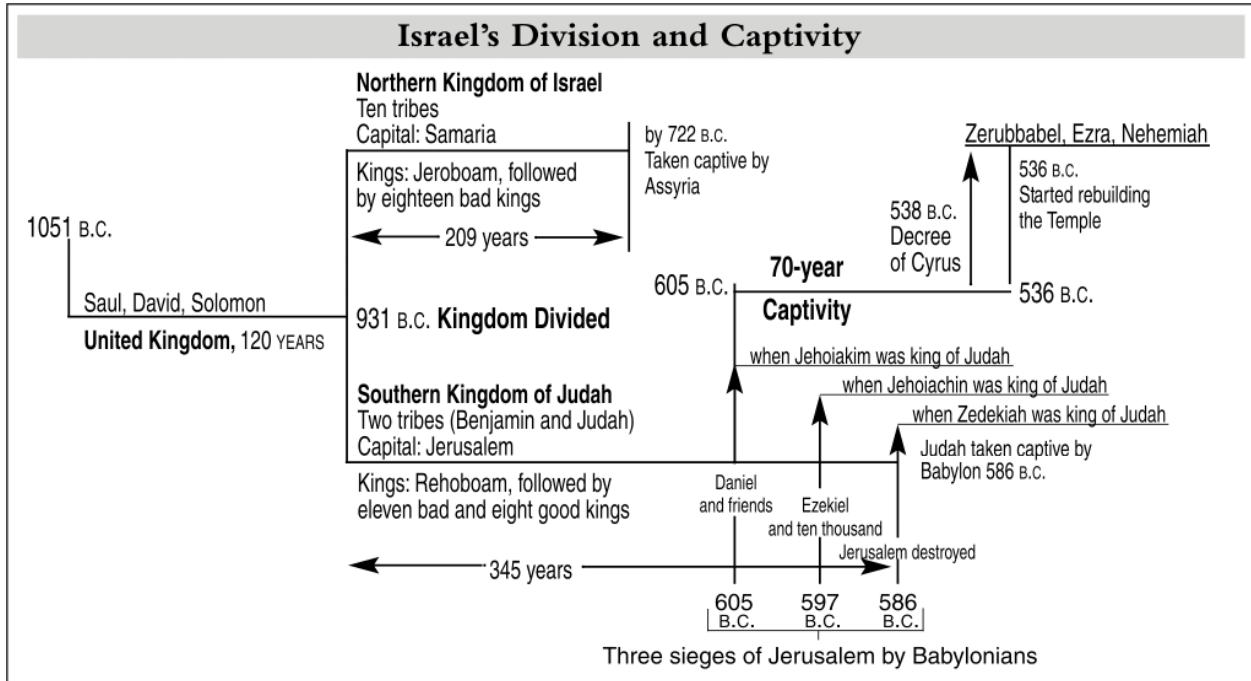 Israel's Division and Captivity
Northern Kingdom of Israel
Ten tribes
Capital: Samaria
Kings: Jeroboam, followed
by eighteen bad kings
209 years
by 722 B.C.
Taken captive by
Assyria
Zerubbabel, Ezra, Nehemiah
536 B.C.
Started rebuilding
the Temple
538 B.C.
Decree
of Cyrus
1051 B.C.
Saul, David, Solomon
United Kingdom, 120 YEARS
931 B.C. Kingdom Divided
605 B.C.
70-year
Captivity
536 B.C.
when Jehoiakim was king of Judah
when Jehoiachin was king of Judah
when Zedekiah was king of Judah
Judah taken captive by
Babylon 586 B.C.
Southern Kingdom of Judah
Two tribes (Benjamin and Judah)
Capital: Jerusalem
Kings: Rehoboam, followed by
eleven bad and eight good kings
Daniel
and friends
Ezekiel
and ten thousand
Jerusalem destroyed
345 years
605
B.C.
597
B.C.
586
B.C.
Three sieges of Jerusalem by Babylonians